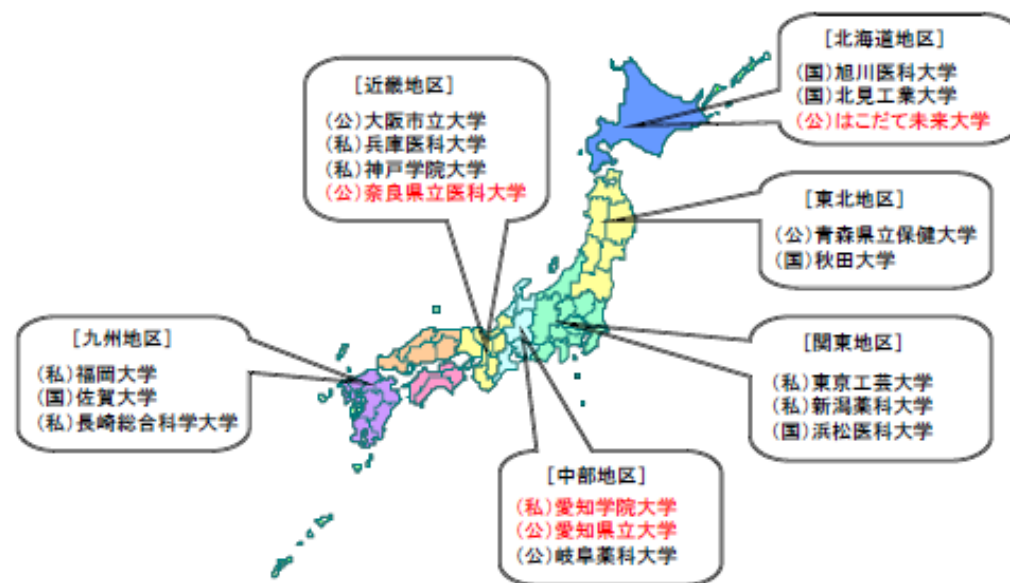 [北海道地区]
(国)旭川医科大学
(国)北見工業大学
(公)はこだて未来大学
[近畿地区]
(公)大阪市立大学
(私)兵庫医科大学
(私)神戸学院大学
(公)奈良県立医科大学
[東北地区]
(公)青森県立保健大学
(国)秋田大学
[九州地区]
(私)福岡大学
(国)佐賀大学
(私)長崎総合科学大学
[関東地区]
(私)東京工芸大学
(私)新潟薬科大学
(国)浜松医科大学
[中部地区]
(私)愛知学院大学
(公)愛知県立大学
(公)岐阜薬科大学